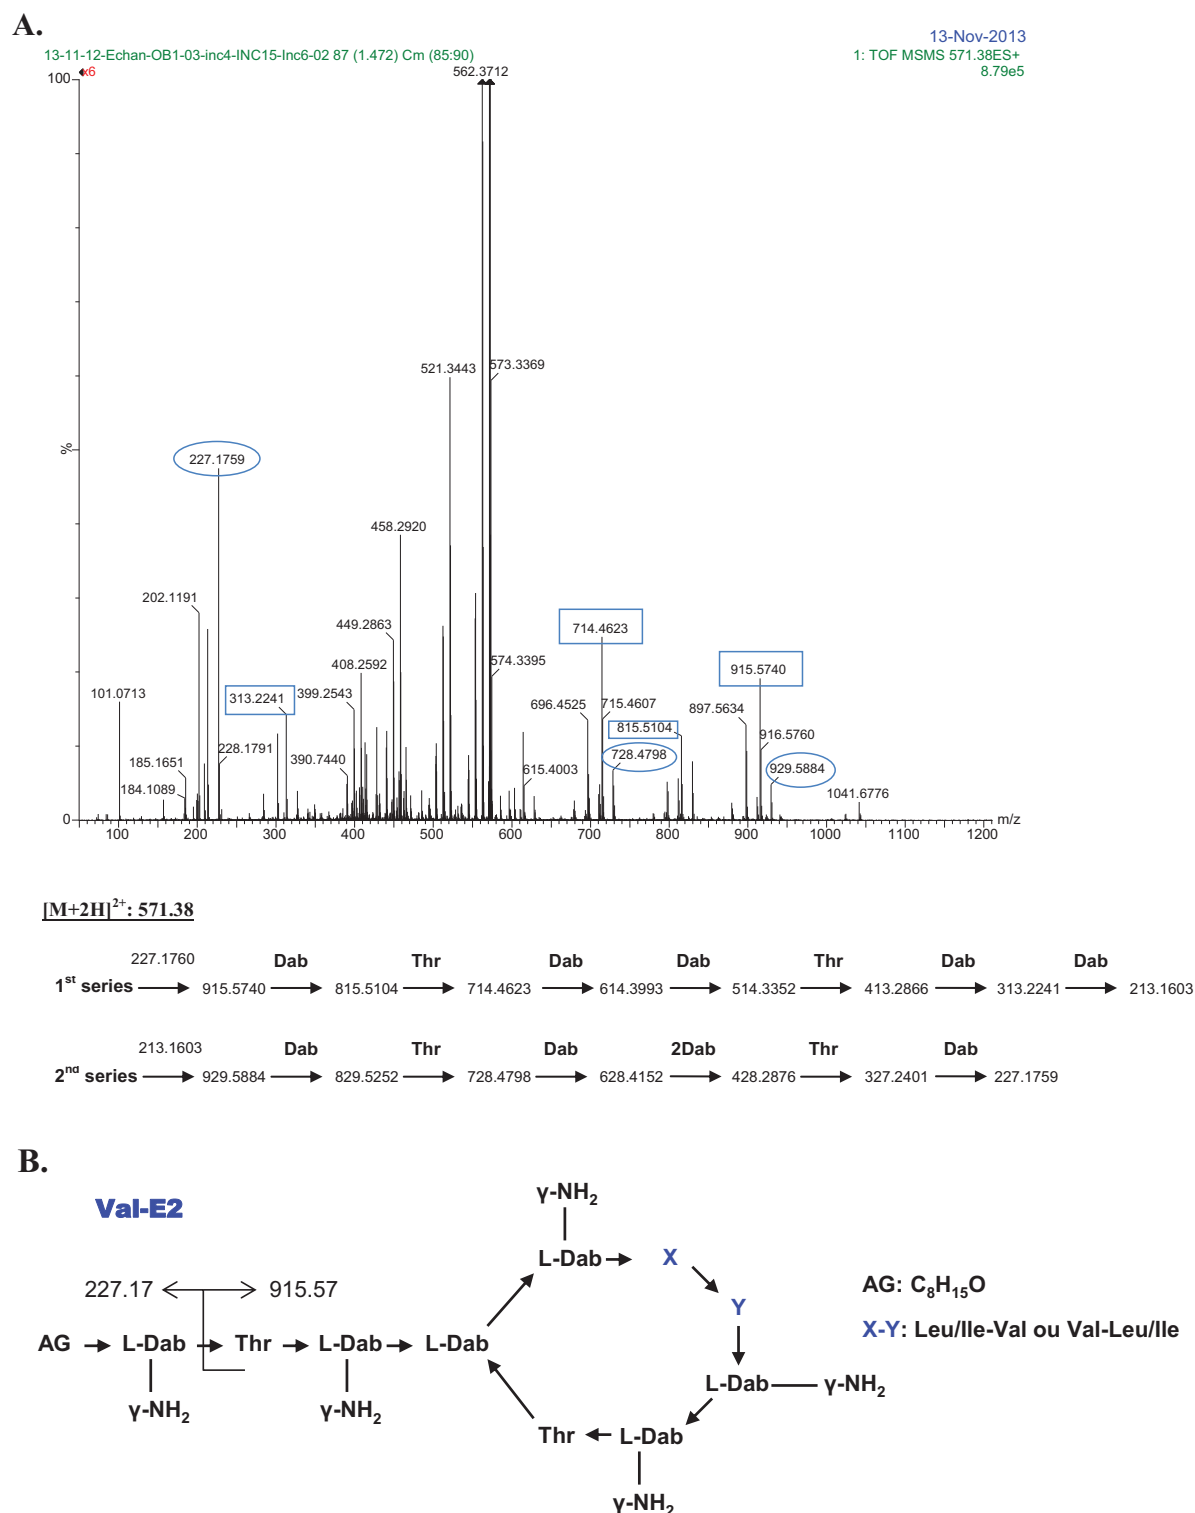 A.
13-11-12-Echan-OB1-03-inc4-INC15-Inc6-02 87 (1.472) Cm (85:90)
13-Nov-2013
1: TOF MSMS 571.38ES+
8.79e5
x6
100
562.3712
521.3443
573.3369
%
227.1759
458.2920
202.1191
449.2863
714.4623
408.2592
574.3395
915.5740
101.0713
313.2241
399.2543
696.4525
715.4607
897.5634
815.5104
916.5760
228.1791
390.7440
728.4798
929.5884
185.1651
184.1089
615.4003
1041.6776
0
100 200 300 400 500 600 700 800 900 1000 1100 1200 m/z
[M+2H]2+: 571.38
227.1760 Dab Thr Dab Dab Thr Dab Dab
1st series 915.5740 815.5104 714.4623 614.3993 514.3352 413.2866 313.2241 213.1603
213.1603 Dab Thr Dab 2Dab Thr Dab
2nd series 929.5884 829.5252 728.4798 628.4152 428.2876 327.2401 227.1759
B.
Val-E2
γ-NH2
L-Dab X
227.17 915.57
AG: C8H15O
Y
X-Y: Leu/Ile-Val ou Val-Leu/Ile
AG L-Dab Thr L-Dab L-Dab
L-Dab γ-NH2
γ-NH2 γ-NH2
Thr L-Dab
γ-NH2